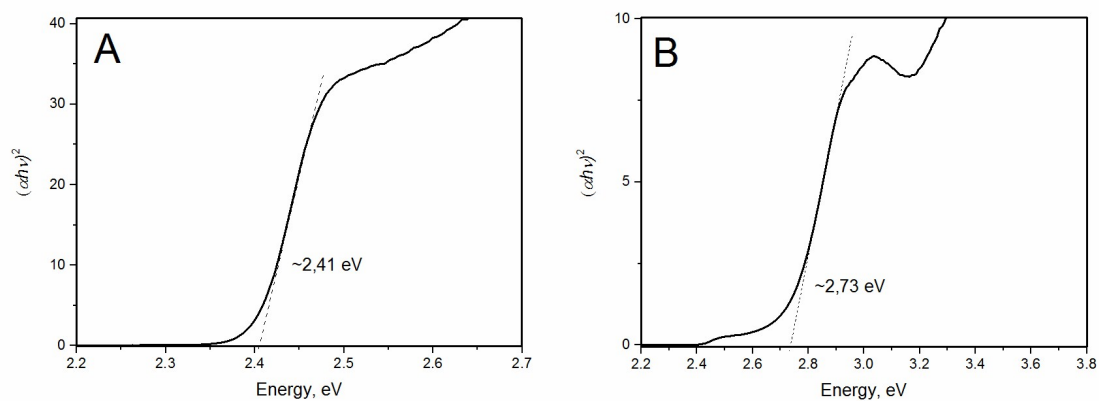 A
40
30
20
10
0
(αhν)²
~2,41 eV
2.2 2.3 2.4 2.5 2.6 2.7
Energy, eV
B
10
5
0
(αhν)²
~2,73 eV
2.2 2.4 2.6 2.8 3.0 3.2 3.4 3.6 3.8
Energy, eV